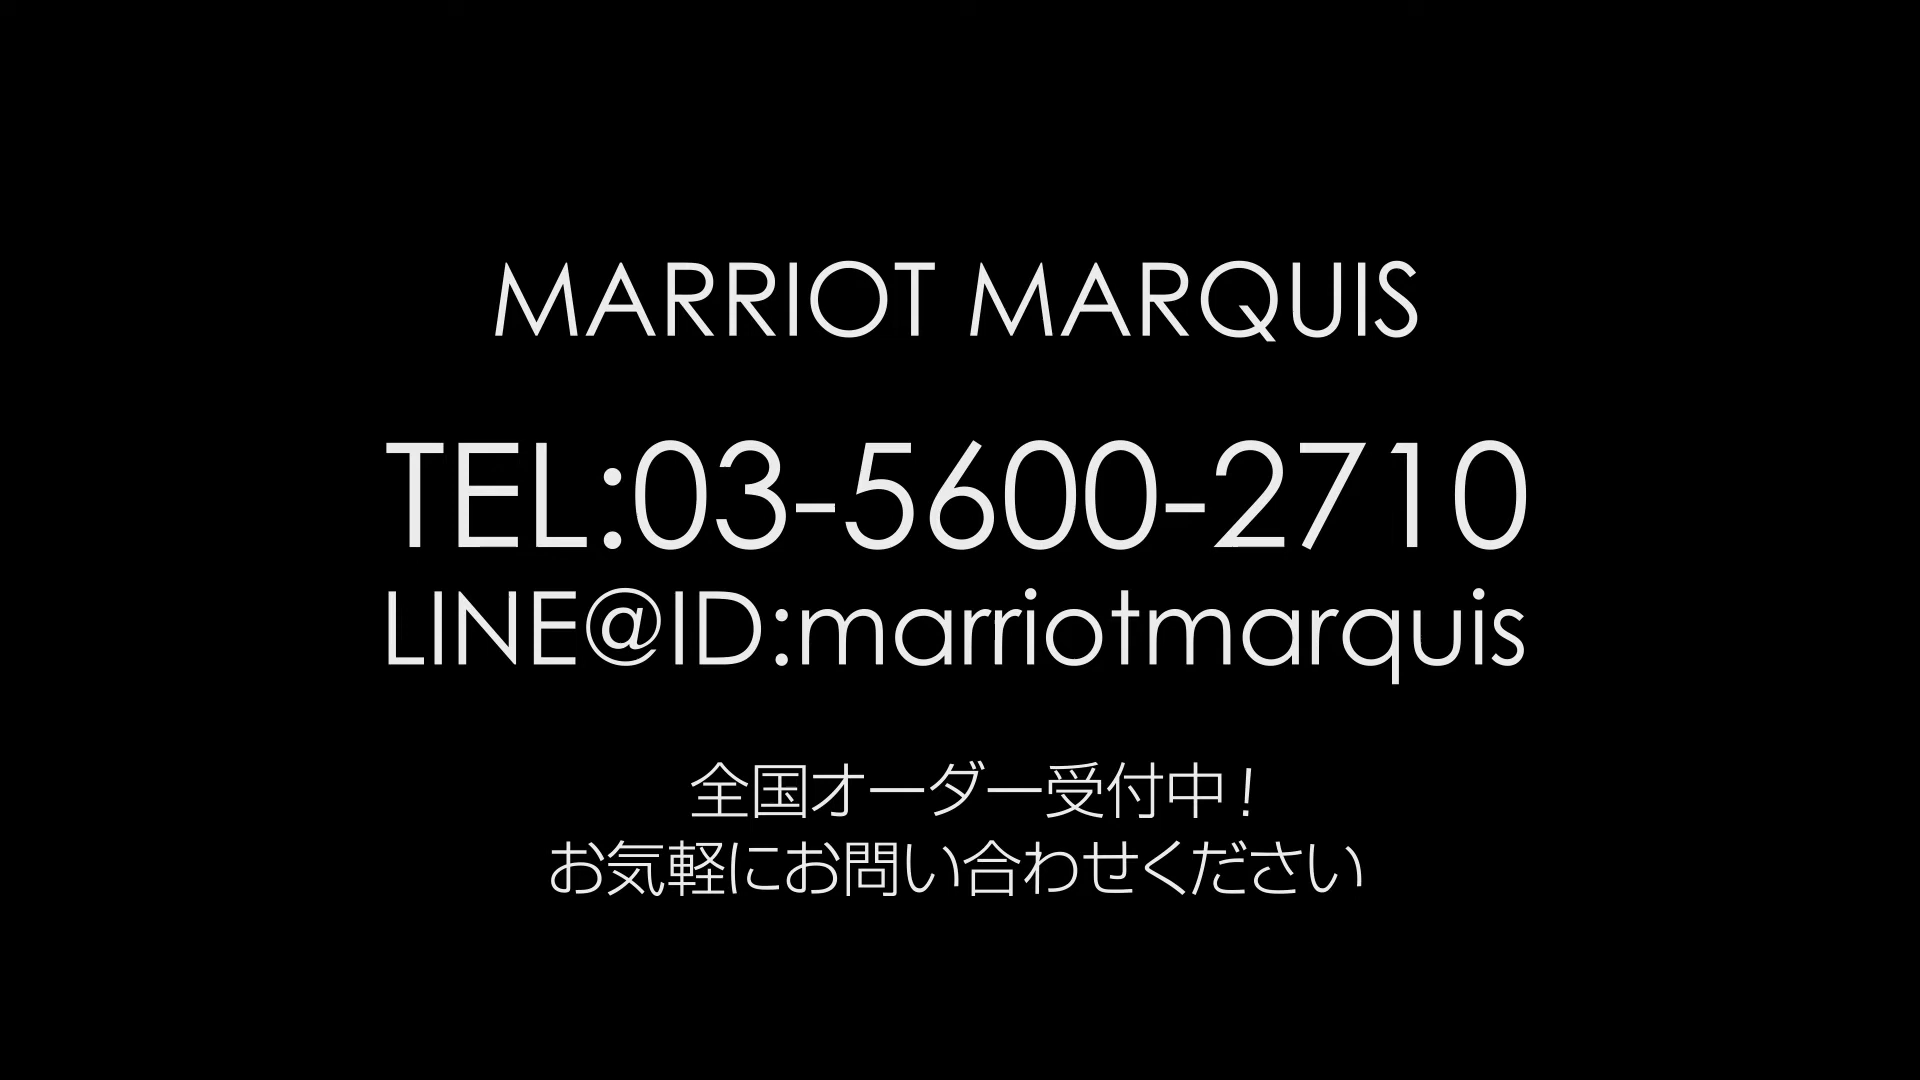 MARRIOT MARQUIS
TEL:03-5600-2710
LINE@ID:marriotmarquis
全国オーダー受付中！
お気軽にお問い合わせください